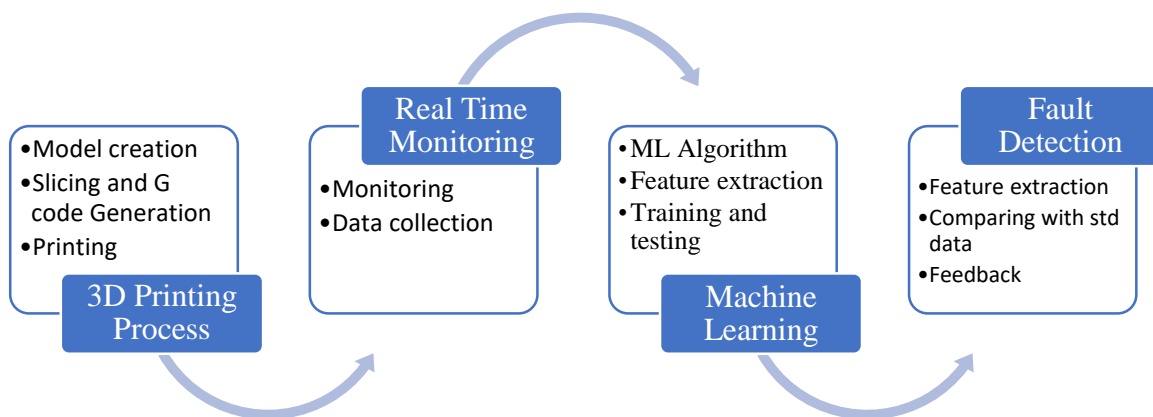 •Model creation
•Slicing and G
code Generation
•Printing
3D Printing
Process
Real Time
Monitoring
•Monitoring
•Data collection
•ML Algorithm
•Feature extraction
•Training and
testing
Machine
Learning
Fault
Detection
•Feature extraction
•Comparing with std
data
•Feedback